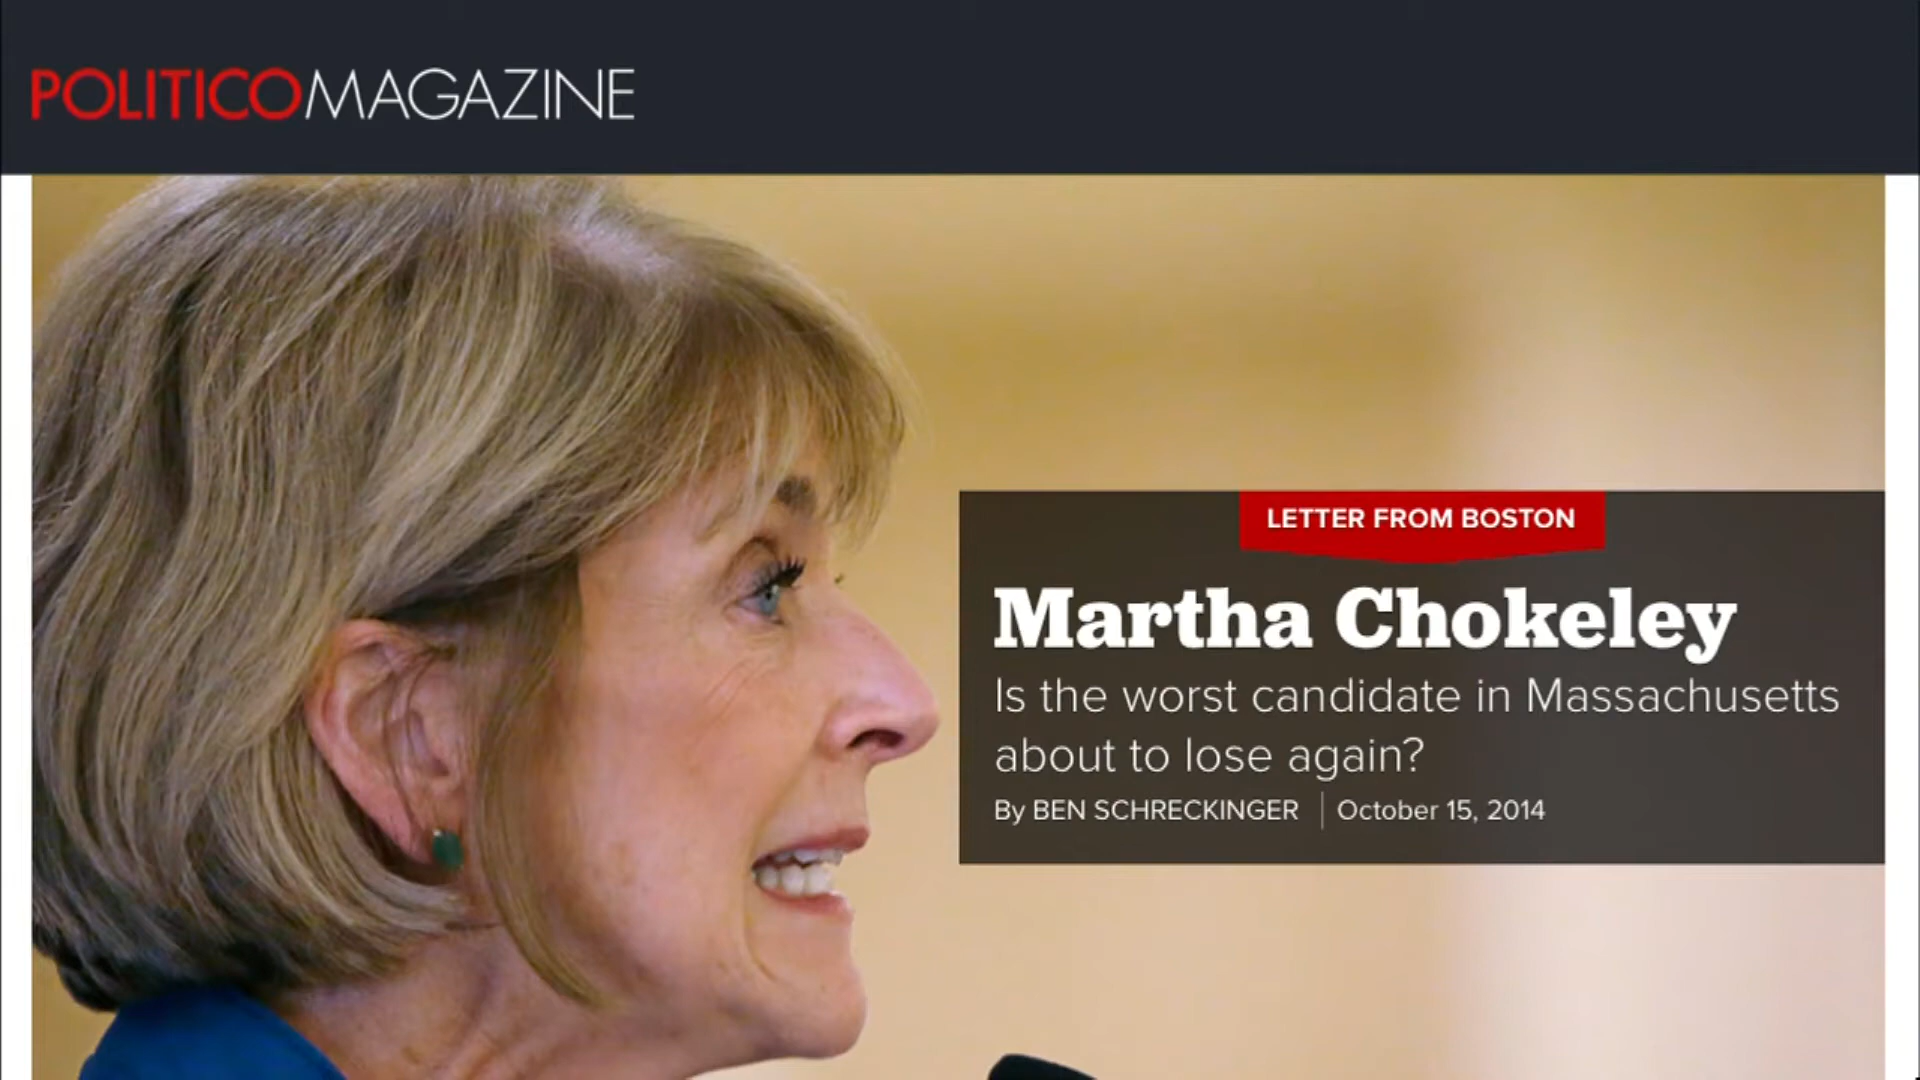 POLITICOMAGAZINE
LETTER FROM BOSTON
Martha Chokeley
Is the worst candidate in Massachusetts
about to lose again?
By BEN SCHRECKINGER | October 15, 2014